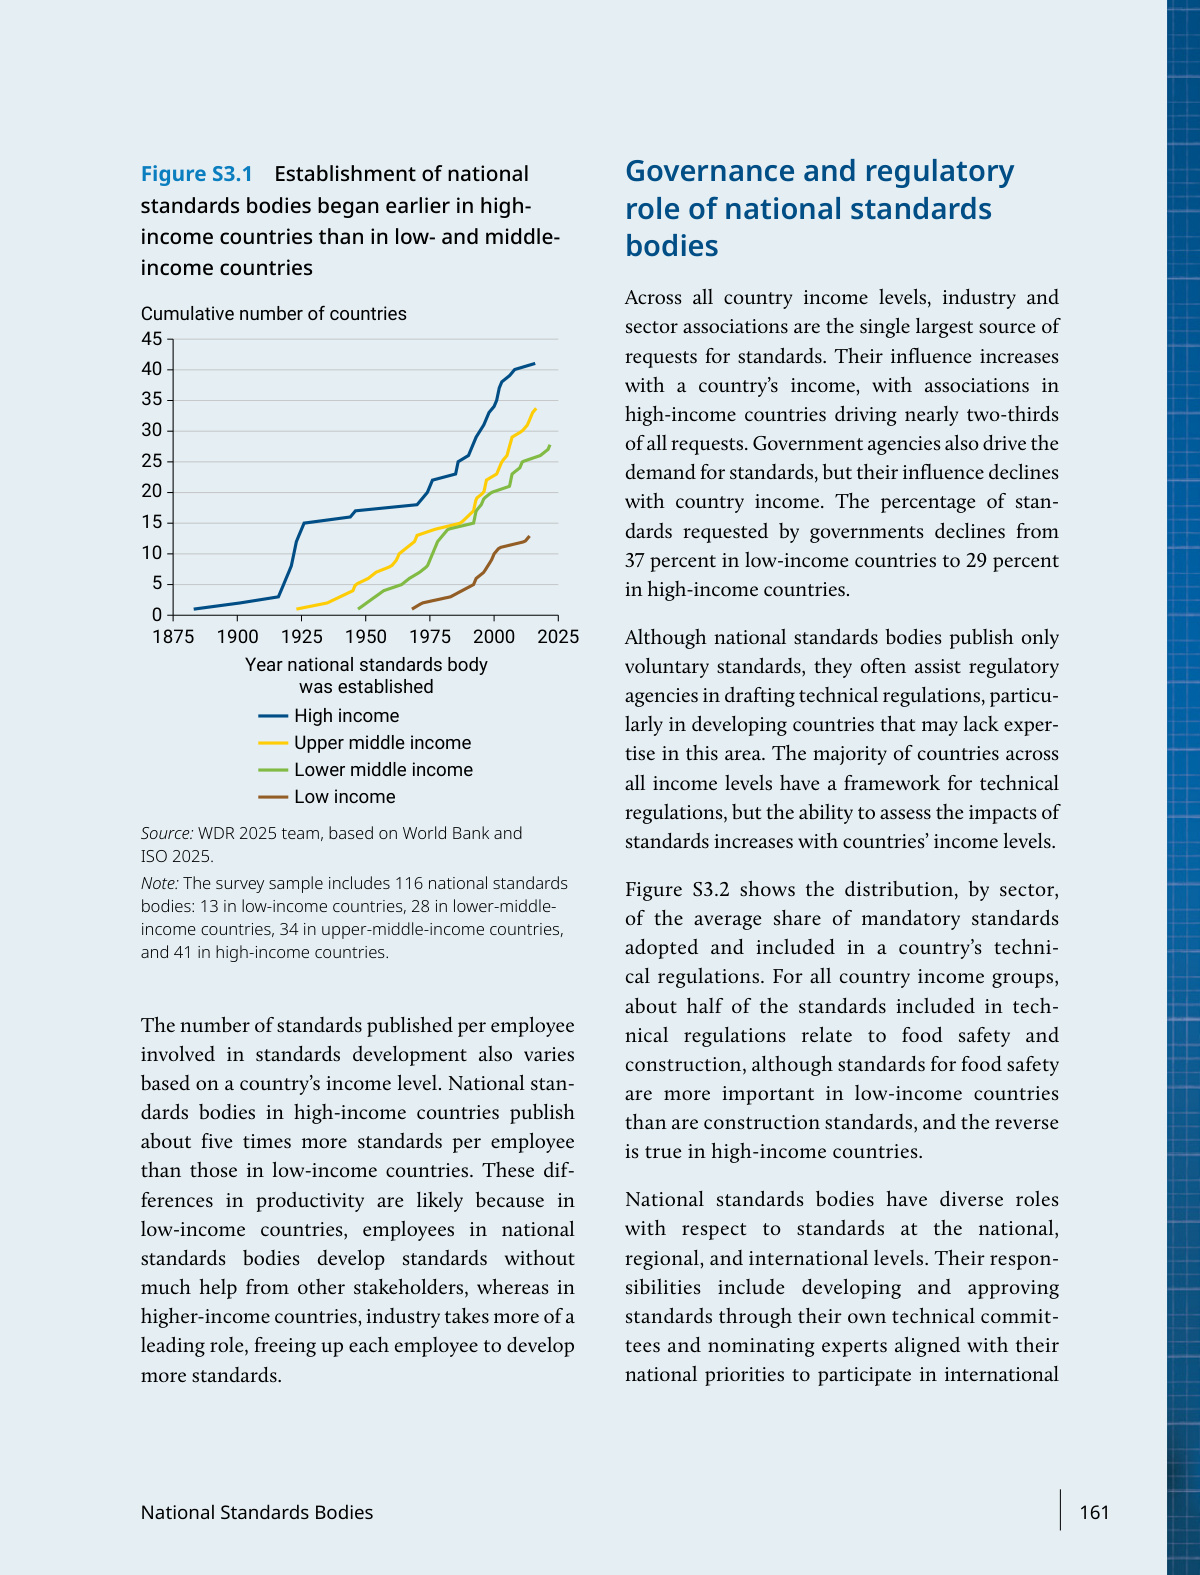 Figure S3.1 Establishment of national
standards bodies began earlier in high-
income countries than in low- and middle-
income countries
Cumulative number of countries
45
40
35
30
25
20
15
10
5
0
1875 1900 1925 1950 1975 2000 2025
Year national standards body
was established
High income
Upper middle income
Lower middle income
Low income
Source: WDR 2025 team, based on World Bank and
ISO 2025.
Note: The survey sample includes 116 national standards
bodies: 13 in low-income countries, 28 in lower-middle-
income countries, 34 in upper-middle-income countries,
and 41 in high-income countries.
The number of standards published per employee
involved in standards development also varies
based on a country’s income level. National stan-
dards bodies in high-income countries publish
about five times more standards per employee
than those in low-income countries. These dif-
ferences in productivity are likely because in
low-income countries, employees in national
standards bodies develop standards without
much help from other stakeholders, whereas in
higher-income countries, industry takes more of a
leading role, freeing up each employee to develop
more standards.
Governance and regulatory
role of national standards
bodies
Across all country income levels, industry and
sector associations are the single largest source of
requests for standards. Their influence increases
with a country’s income, with associations in
high-income countries driving nearly two-thirds
of all requests. Government agencies also drive the
demand for standards, but their influence declines
with country income. The percentage of stan-
dards requested by governments declines from
37 percent in low-income countries to 29 percent
in high-income countries.
Although national standards bodies publish only
voluntary standards, they often assist regulatory
agencies in drafting technical regulations, particu-
larly in developing countries that may lack exper-
tise in this area. The majority of countries across
all income levels have a framework for technical
regulations, but the ability to assess the impacts of
standards increases with countries’ income levels.
Figure S3.2 shows the distribution, by sector,
of the average share of mandatory standards
adopted and included in a country’s techni-
cal regulations. For all country income groups,
about half of the standards included in tech-
nical regulations relate to food safety and
construction, although standards for food safety
are more important in low-income countries
than are construction standards, and the reverse
is true in high-income countries.
National standards bodies have diverse roles
with respect to standards at the national,
regional, and international levels. Their respon-
sibilities include developing and approving
standards through their own technical commit-
tees and nominating experts aligned with their
national priorities to participate in international
National Standards Bodies
161